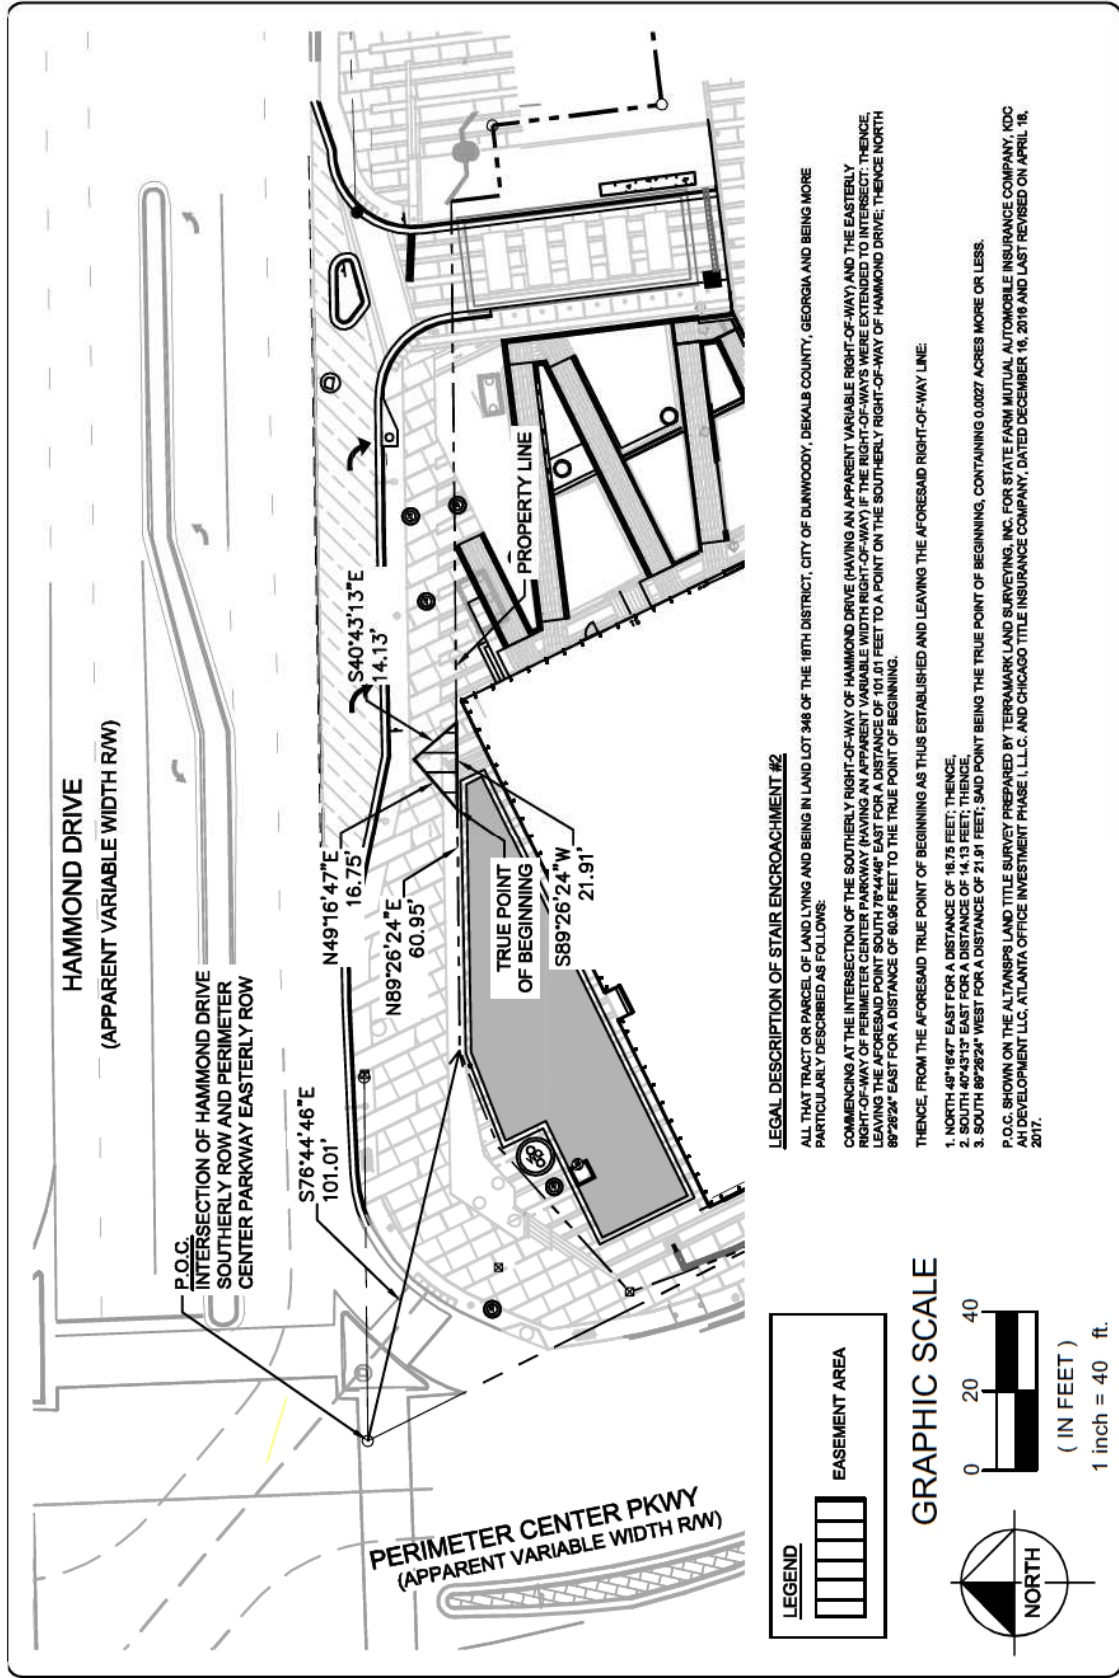 HAMMOND DRIVE
(APPARENT VARIABLE WIDTH R/W)
P.O.C.
INTERSECTION OF HAMMOND DRIVE
SOUTHERLY ROW AND PERIMETER
CENTER PARKWAY EASTERLY ROW
S76°44'46"E
101.01'
N49°16'47"E
16.75'
N89°26'24"E
60.95'
S40°43'13"E
14.13'
TRUE POINT
OF BEGINNING
S89°26'24"W
21.91'
PROPERTY LINE
PERIMETER CENTER PKWY
(APPARENT VARIABLE WIDTH R/W)
LEGEND
EASEMENT AREA
GRAPHIC SCALE
0 20 40
( IN FEET )
1 inch = 40 ft.
NORTH
LEGAL DESCRIPTION OF STAIR ENCROACHMENT #2
ALL THAT TRACT OR PARCEL OF LAND LYING AND BEING IN LAND LOT 348 OF THE 18TH DISTRICT, CITY OF DUNWOODY, DEKALB COUNTY, GEORGIA AND BEING MORE
PARTICULARLY DESCRIBED AS FOLLOWS:
COMMENCING AT THE INTERSECTION OF THE SOUTHERLY RIGHT-OF-WAY OF HAMMOND DRIVE (HAVING AN APPARENT VARIABLE RIGHT-OF-WAY) AND THE EASTERLY
RIGHT-OF-WAY OF PERIMETER CENTER PARKWAY (HAVING AN APPARENT VARIABLE WIDTH RIGHT-OF-WAY) IF THE RIGHT-OF-WAYS WERE EXTENDED TO INTERSECT: THENCE,
LEAVING THE AFORESAID POINT SOUTH 76°44'46" EAST FOR A DISTANCE OF 101.01 FEET TO A POINT ON THE SOUTHERLY RIGHT-OF-WAY OF HAMMOND DRIVE; THENCE NORTH
89°26'24" EAST FOR A DISTANCE OF 60.95 FEET TO THE TRUE POINT OF BEGINNING.
THENCE, FROM THE AFORESAID TRUE POINT OF BEGINNING AS THUS ESTABLISHED AND LEAVING THE AFORESAID RIGHT-OF-WAY LINE:
1. NORTH 49°16'47" EAST FOR A DISTANCE OF 16.75 FEET; THENCE,
2. SOUTH 40°43'13" EAST FOR A DISTANCE OF 14.13 FEET; THENCE,
3. SOUTH 89°26'24" WEST FOR A DISTANCE OF 21.91 FEET; SAID POINT BEING THE TRUE POINT OF BEGINNING, CONTAINING 0.0027 ACRES MORE OR LESS.
P.O.C. SHOWN ON THE ALTA/NSPS LAND TITLE SURVEY PREPARED BY TERRAMARK LAND SURVEYING, INC. FOR STATE FARM MUTUAL AUTOMOBILE INSURANCE COMPANY, KDC
AH DEVELOPMENT LLC, ATLANTA OFFICE INVESTMENT PHASE I, L.L.C. AND CHICAGO TITLE INSURANCE COMPANY, DATED DECEMBER 16, 2016 AND LAST REVISED ON APRIL 18,
2017.